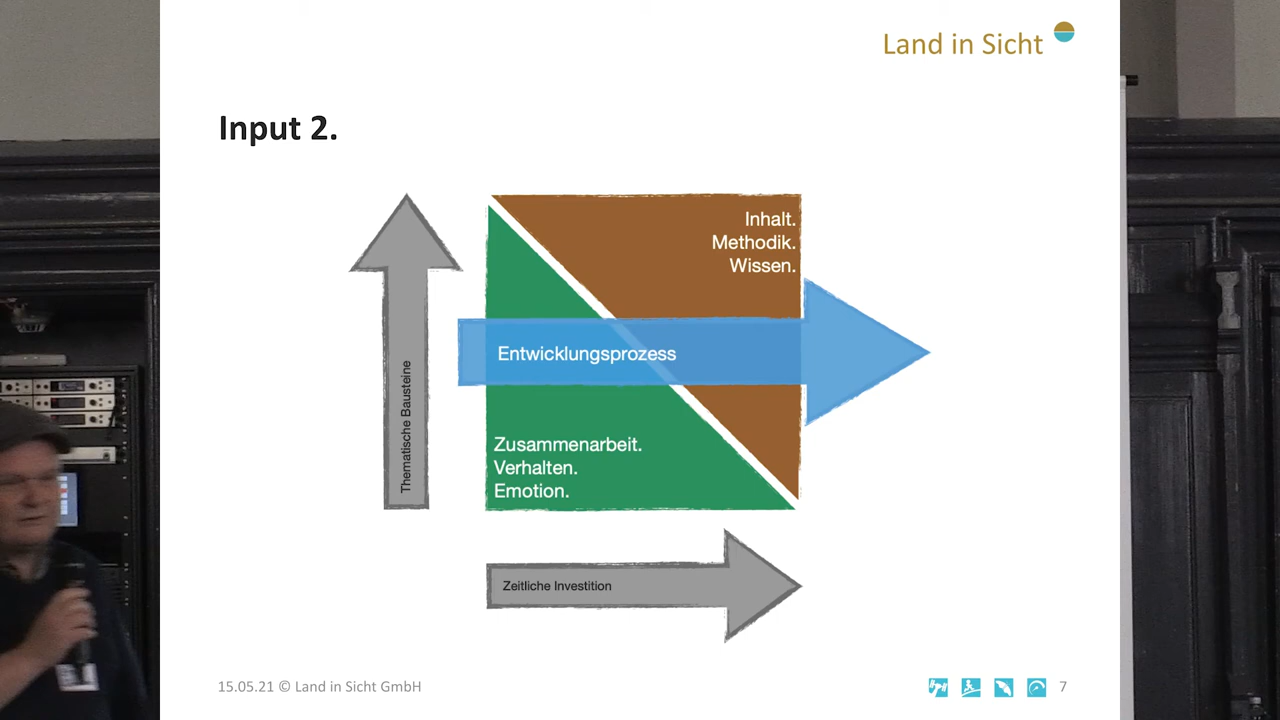 Land in Sicht
Input 2.
Inhalt.
Methodik.
Wissen.
Entwicklungsprozess
Thematische Bausteine
Zusammenarbeit.
Verhalten.
Emotion.
Zeitliche Investition
15.05.21 © Land in Sicht GmbH
7